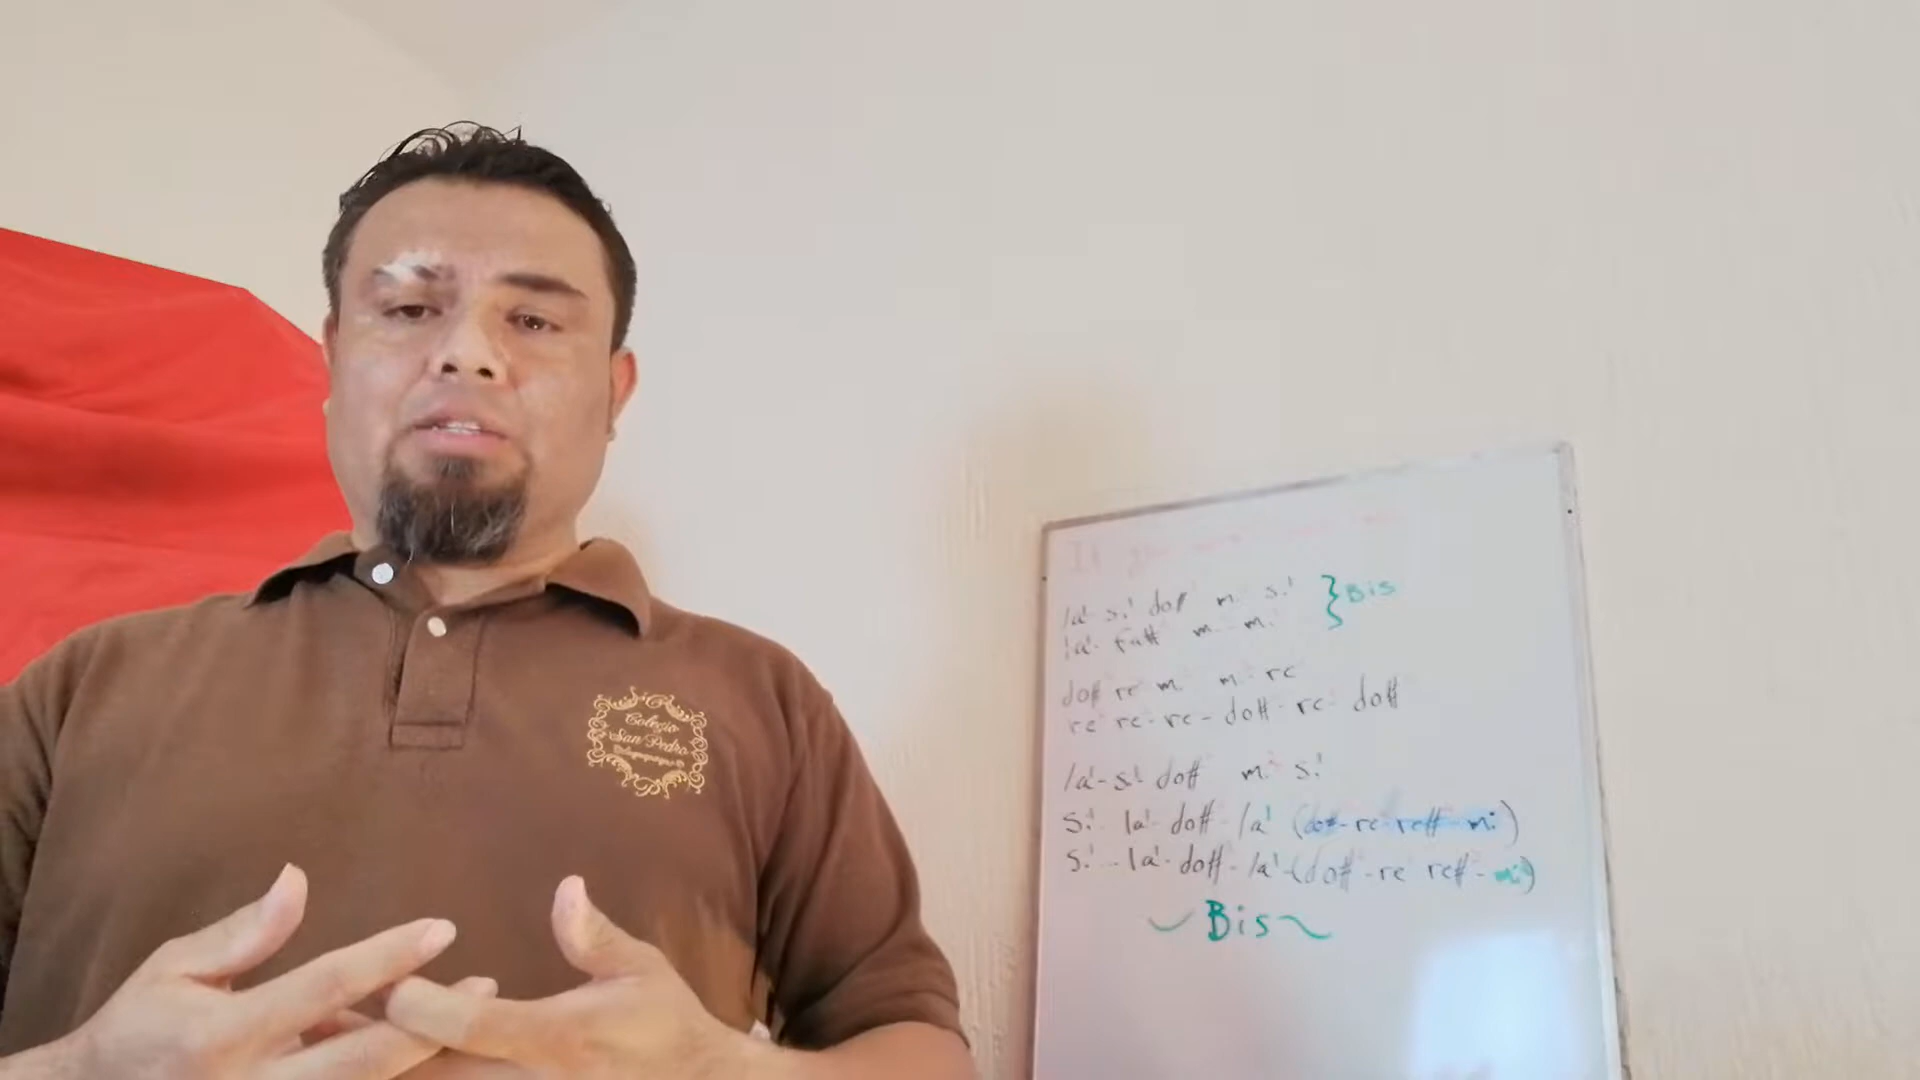 Colegio
San Pedro
If you
la' si' do# mi si' } Bis
la' fa# mi - mi
do# re mi mi re
re re - re - do# - re - do#
la' - si' do# mi si'
si' - la' - do# - la' (do# - re - re# - mi)
si' - la' - do# - la' - (do# - re re# - mi)
Bis